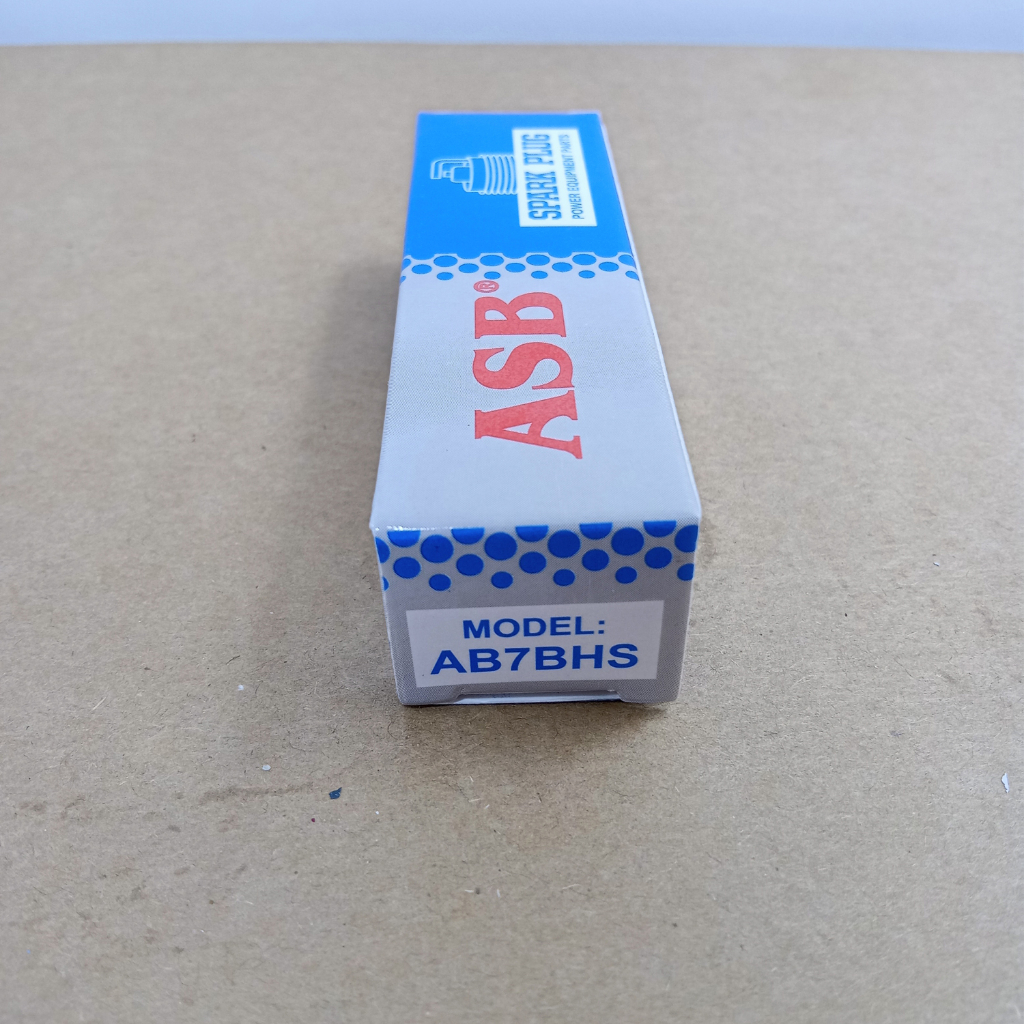 SPARK PLUG
POWER EQUIPMENT PARTS
ASB®
MODEL:
AB7BHS